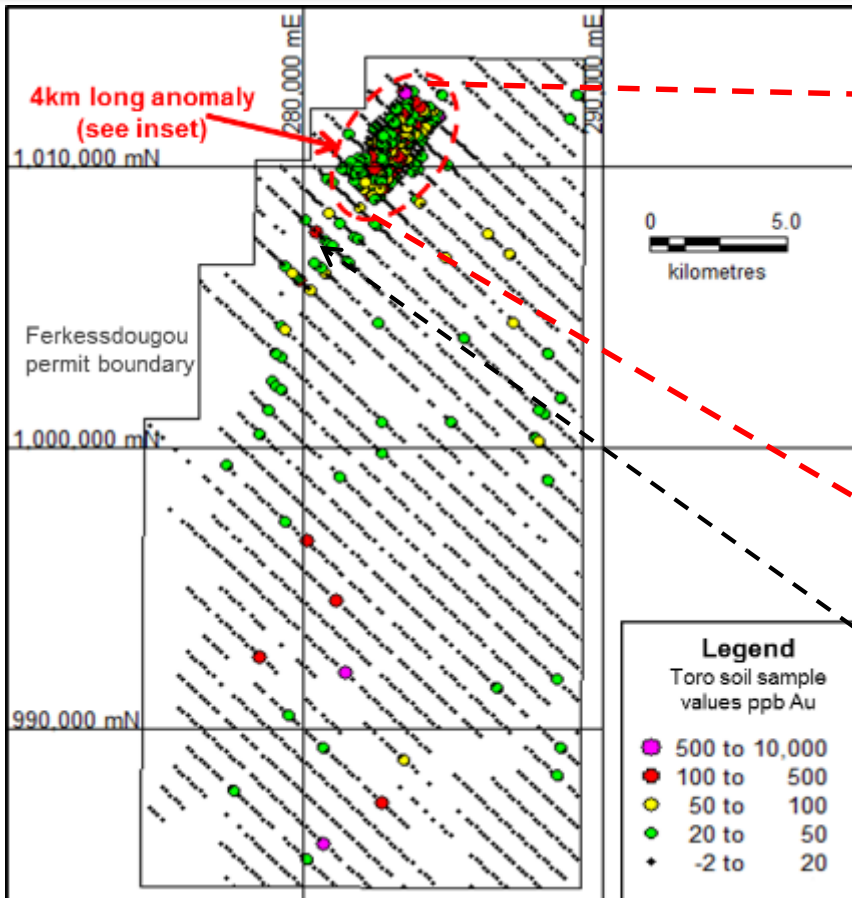 280,000 mE
290,000 mE
4km long anomaly
(see inset)
1,010,000 mN
0 5.0
kilometres
Ferkessdougou
permit boundary
1,000,000 mN
990,000 mN
Legend
Toro soil sample
values ppb Au
500 to 10,000
100 to 500
50 to 100
20 to 50
-2 to 20